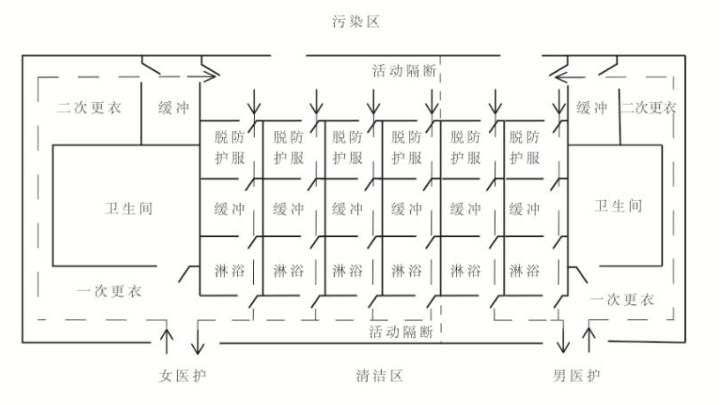 污染区
活动隔断
二次更衣 缓冲 缓冲 二次更衣
脱防护服 脱防护服 脱防护服 脱防护服 脱防护服 脱防护服
卫生间 缓冲 缓冲 缓冲 缓冲 缓冲 缓冲 卫生间
淋浴 淋浴 淋浴 淋浴 淋浴 淋浴
一次更衣 一次更衣
活动隔断
女医护 清洁区 男医护